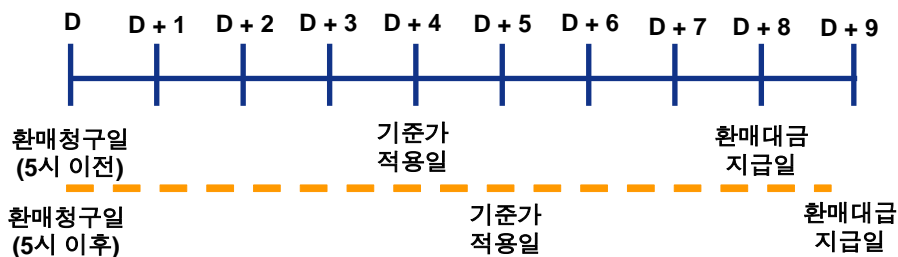 D D + 1 D + 2 D + 3 D + 4 D + 5 D + 6 D + 7 D + 8 D + 9
환매청구일
(5시 이전)
기준가
적용일
환매대금
지급일
환매청구일
(5시 이후)
기준가
적용일
환매대급
지급일